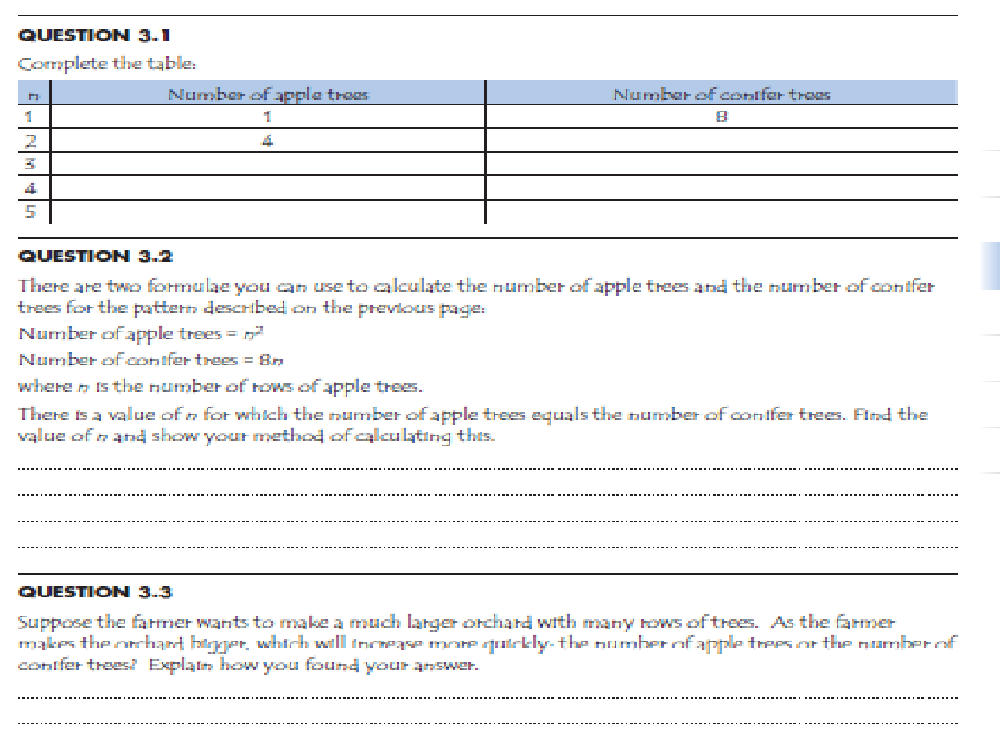 QUESTION 3.1
Complete the table:
n Number of apple trees Number of conifer trees
1 1 8
2 4
3
4
5
QUESTION 3.2
There are two formulae you can use to calculate the number of apple trees and the number of conifer
trees for the pattern described on the previous page:
Number of apple trees = n²
Number of conifer trees = 8n
where n is the number of rows of apple trees.
There is a value of n for which the number of apple trees equals the number of conifer trees. Find the
value of n and show your method of calculating this.
QUESTION 3.3
Suppose the farmer wants to make a much larger orchard with many rows of trees. As the farmer
makes the orchard bigger, which will increase more quickly: the number of apple trees or the number of
conifer trees? Explain how you found your answer.